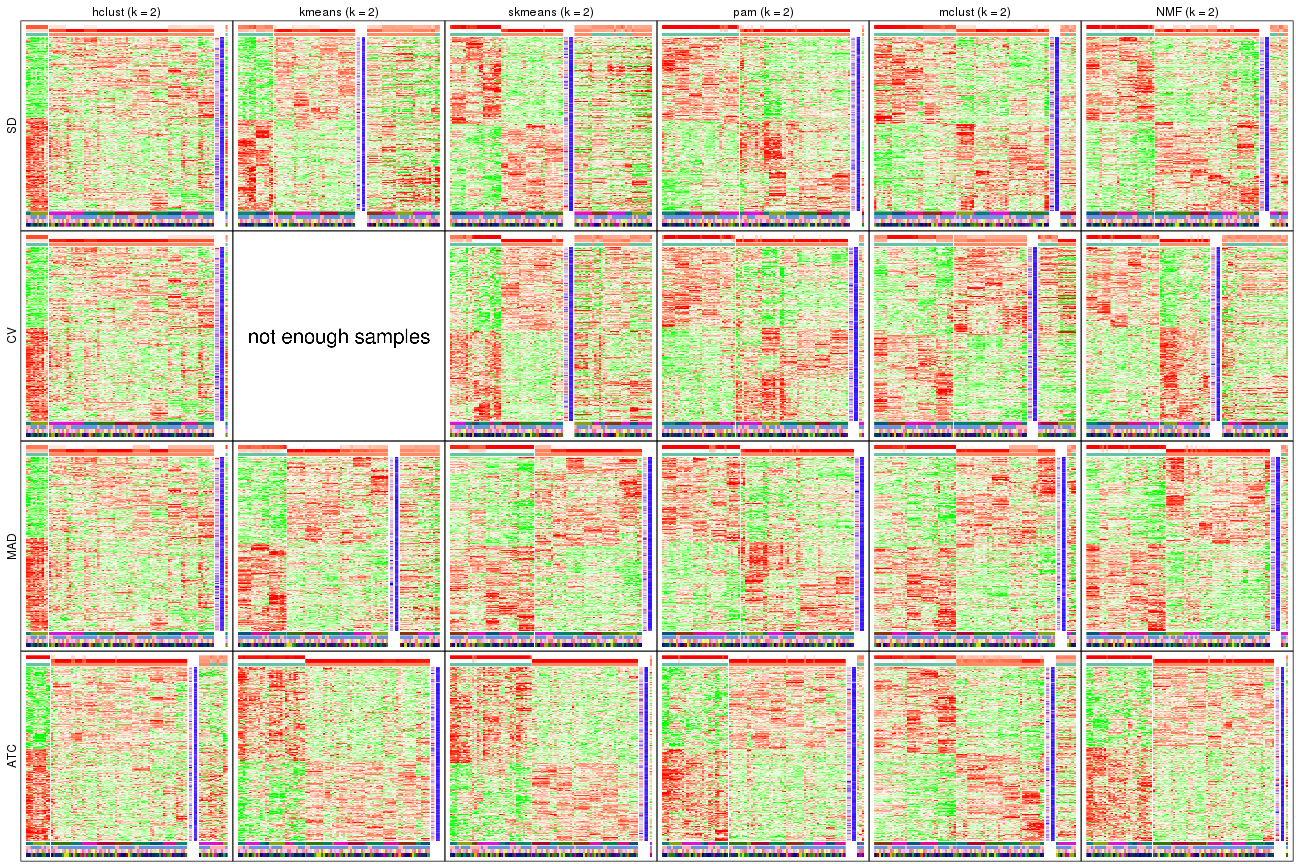 hclust (k = 2)
kmeans (k = 2)
skmeans (k = 2)
pam (k = 2)
mclust (k = 2)
NMF (k = 2)
SD
CV
not enough samples
MAD
ATC